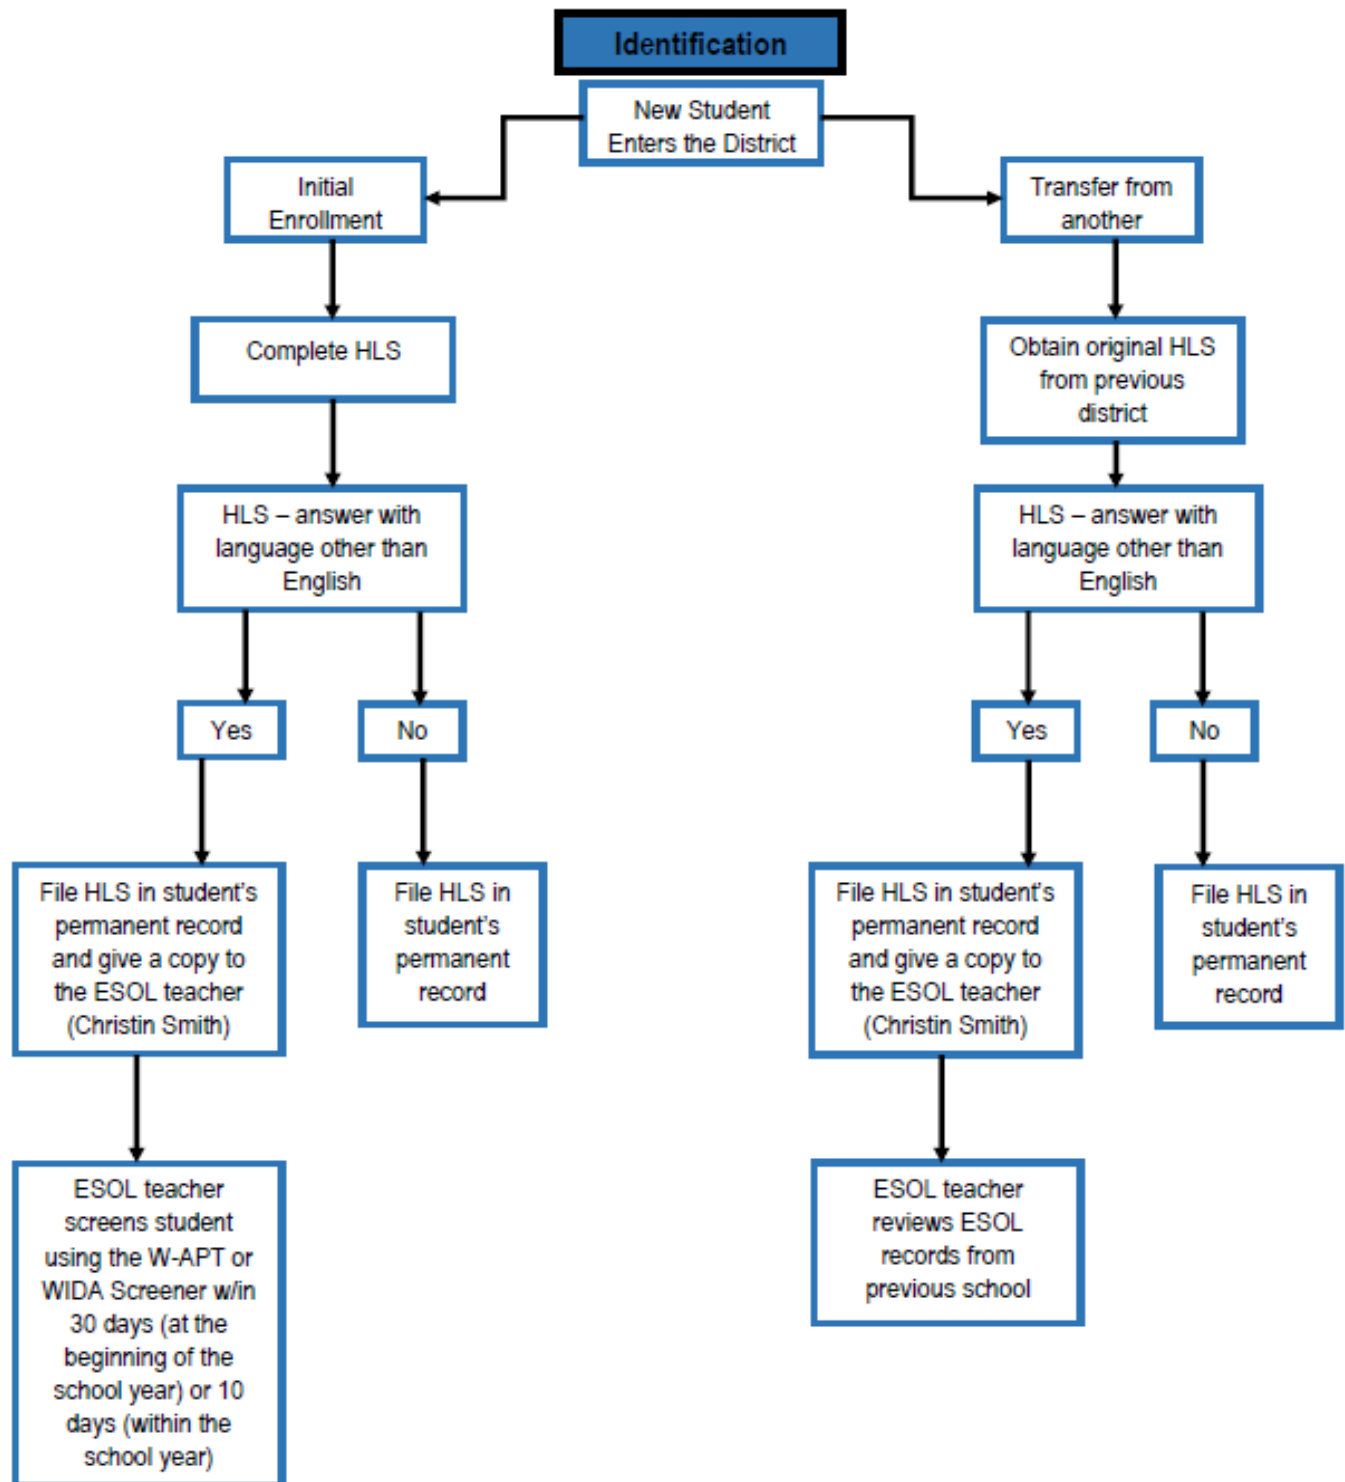 Identification
New Student
Enters the District
Initial
Enrollment
Transfer from
another
Complete HLS
Obtain original HLS
from previous
district
HLS – answer with
language other than
English
HLS – answer with
language other than
English
Yes
No
Yes
No
File HLS in student's
permanent record
and give a copy to
the ESOL teacher
(Christin Smith)
File HLS in
student's
permanent
record
File HLS in student's
permanent record
and give a copy to
the ESOL teacher
(Christin Smith)
File HLS in
student's
permanent
record
ESOL teacher
screens student
using the W-APT or
WIDA Screener w/in
30 days (at the
beginning of the
school year) or 10
days (within the
school year)
ESOL teacher
reviews ESOL
records from
previous school